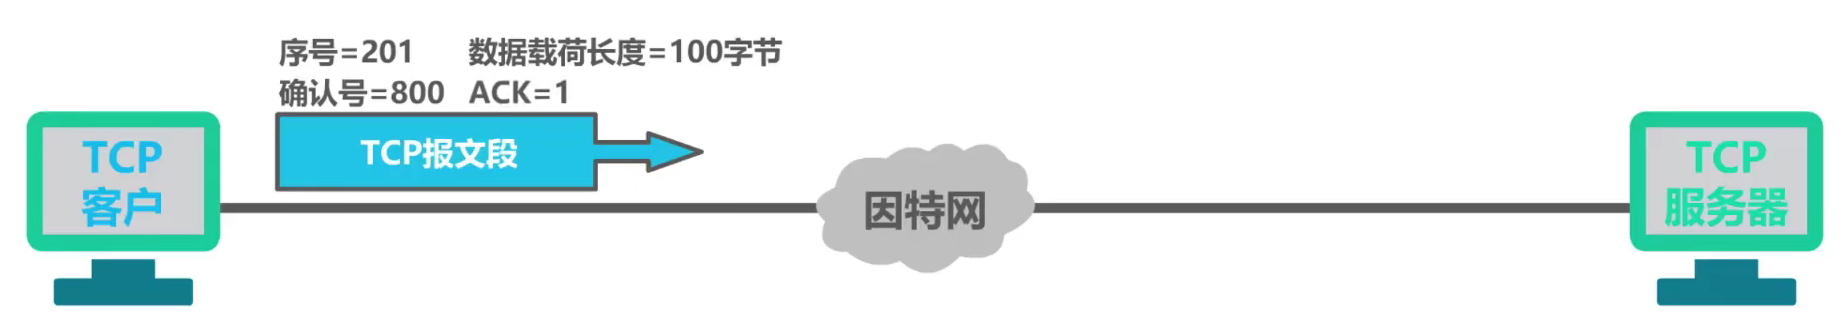 序号=201 数据载荷长度=100字节
确认号=800 ACK=1
TCP报文段
TCP
客户
因特网
TCP
服务器